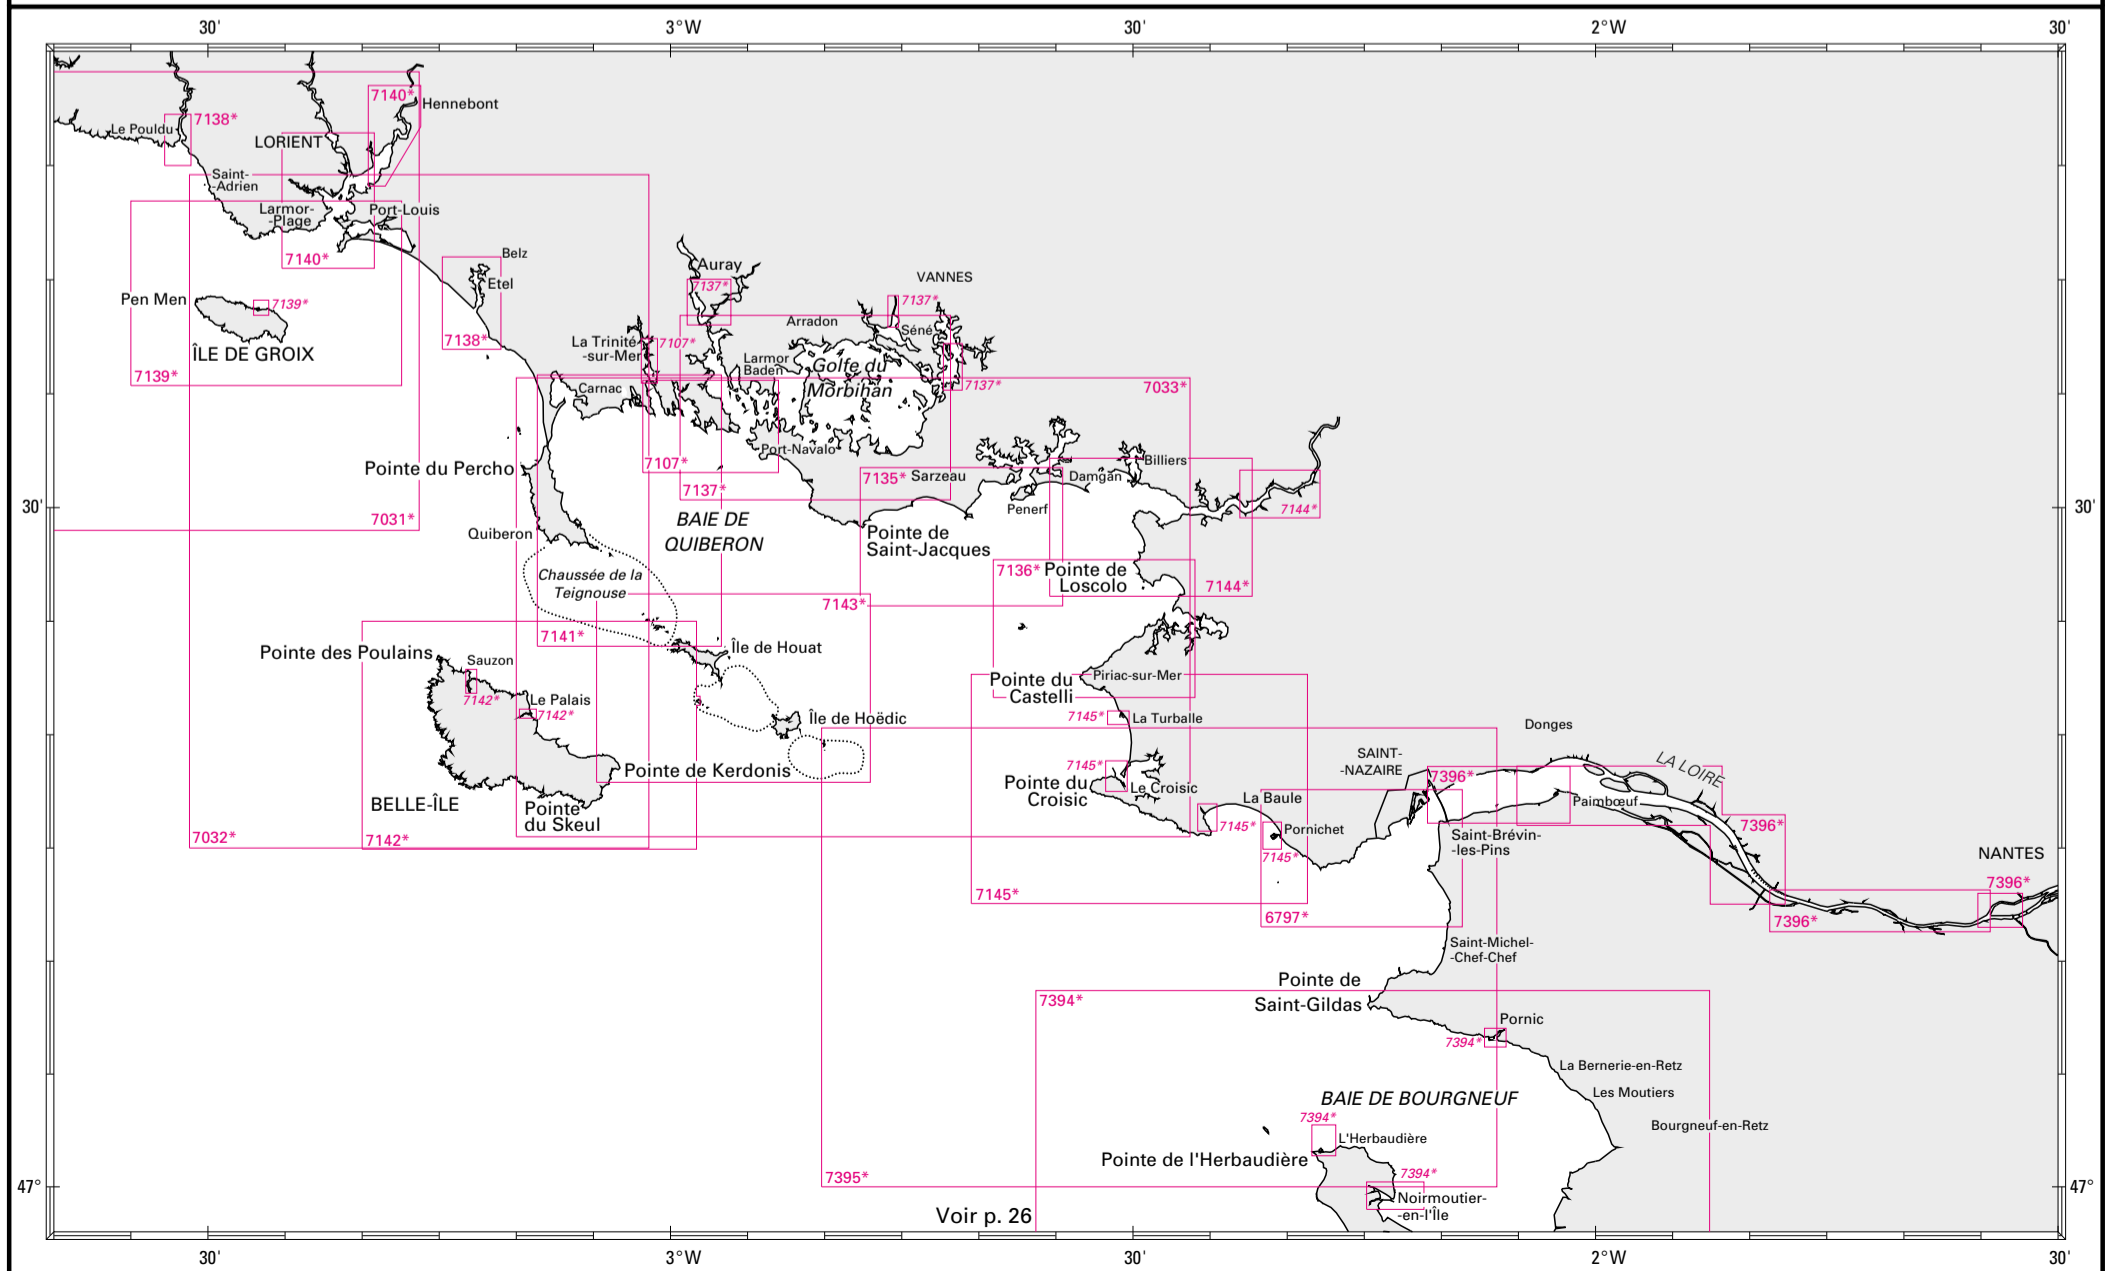 30'
3°W
30'
2°W
30'
7140*
Hennebont
7138*
Le Pouldu
LORIENT
Saint-
-Adrien
Larmor-
-Plage
Port-Louis
7140*
Belz
Etel
Auray
VANNES
7137*
7137*
Pen Men
7139*
Arradon
Séné
ÎLE DE GROIX
7138*
La Trinité
-sur-Mer
7107*
Larmor
Baden
Golfe du
Morbihan
7139*
Carnac
7137*
7033*
Port-Navalo
Pointe du Percho
7107*
Billiers
7135*
Sarzeau
Damgan
7137*
30'
7031*
Penerf
7144*
30'
BAIE DE
QUIBERON
Quiberon
Pointe de
Saint-Jacques
Chaussée de la
Teignouse
7136*
Pointe de
Loscolo
7144*
7143*
7141*
Île de Houat
Pointe des Poulains
Sauzon
7142*
Le Palais
7142*
Pointe du
Castelli
Piriac-sur-Mer
Île de Hoëdic
7145*
La Turballe
Donges
SAINT-
-NAZAIRE
LA LOIRE
Pointe de Kerdonis
7145*
7396*
Pointe du
Croisic
Le Croisic
La Baule
Paimbœuf
BELLE-ÎLE
Pointe
du Skeul
7145*
Pornichet
7145*
Saint-Brévin-
-les-Pins
7396*
7032*
7142*
NANTES
7396*
7145*
6797*
7396*
Saint-Michel-
-Chef-Chef
Pointe de
Saint-Gildas
7394*
Pornic
7394*
La Bernerie-en-Retz
Les Moutiers
BAIE DE BOURGNEUF
7394*
Bourgneuf-en-Retz
L'Herbaudière
Pointe de l'Herbaudière
7395*
7394*
47°
47°
Noirmoutier-
-en-l'Île
Voir p. 26
30'
3°W
30'
2°W
30'